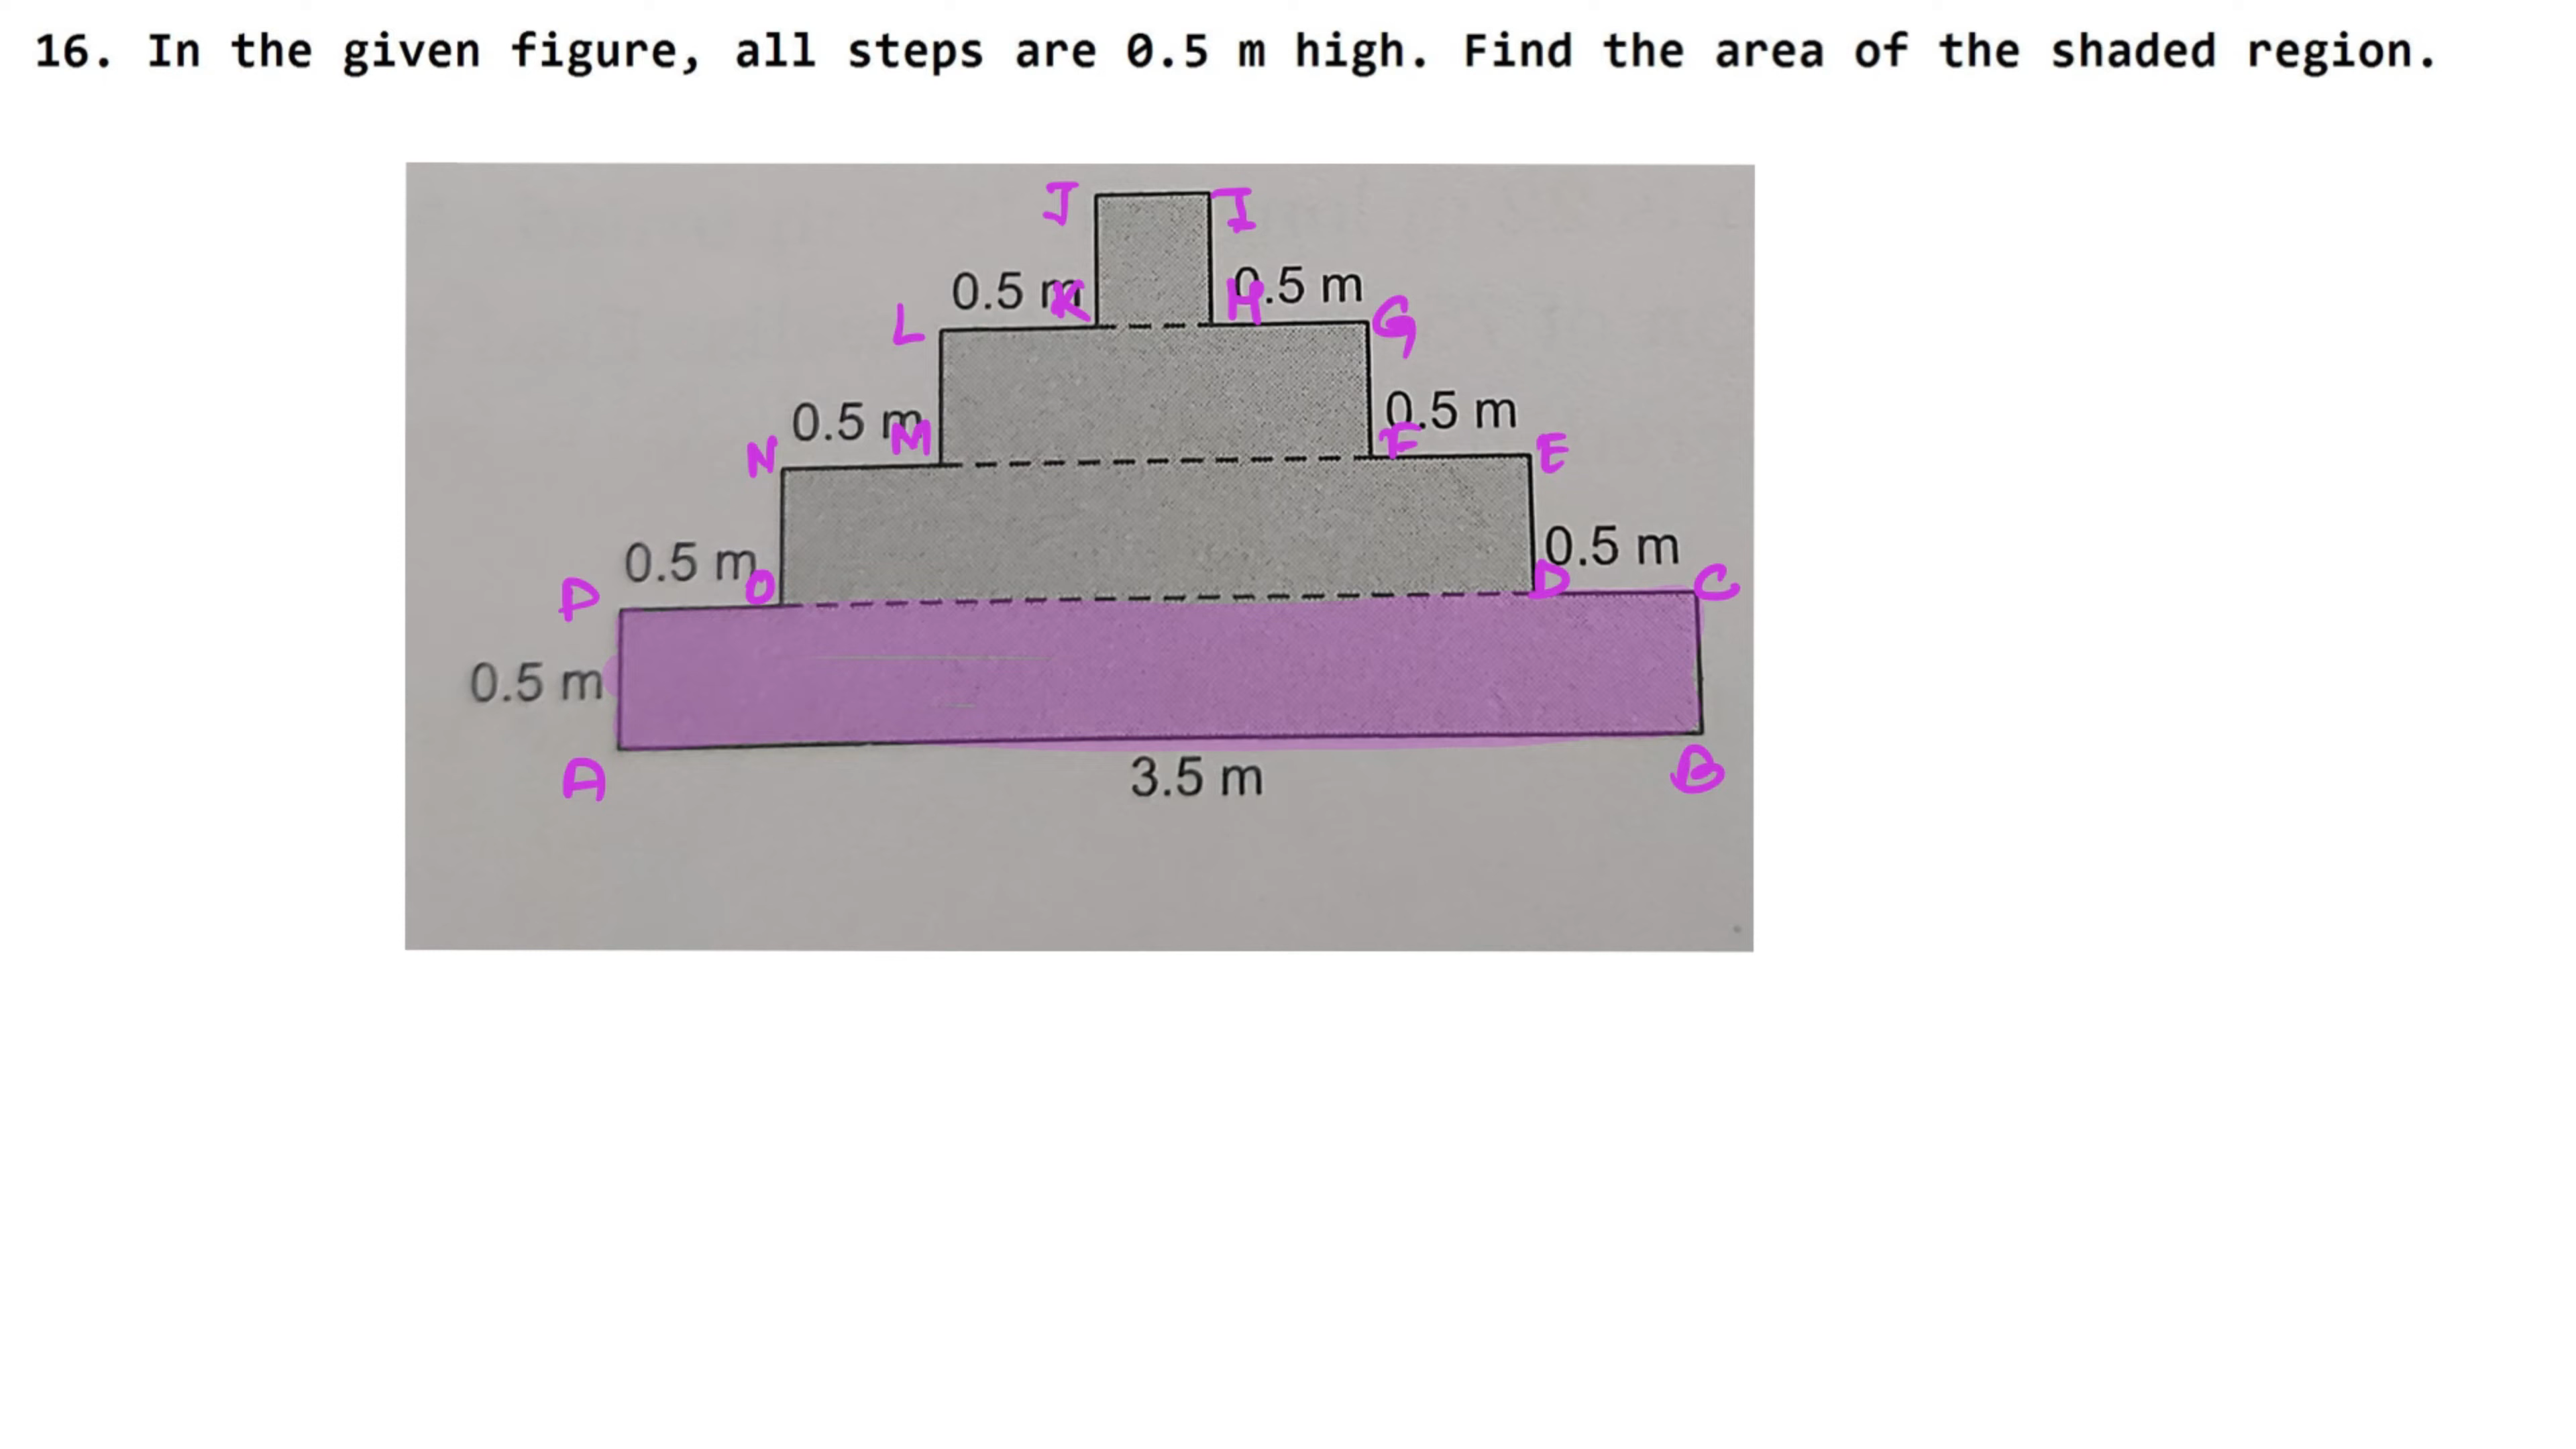 16. In the given figure, all steps are 0.5 m high. Find the area of the shaded region.
J I
0.5 m K H 0.5 m
L G
0.5 m M F 0.5 m
N E
0.5 m O D 0.5 m
P C
0.5 m
A 3.5 m B